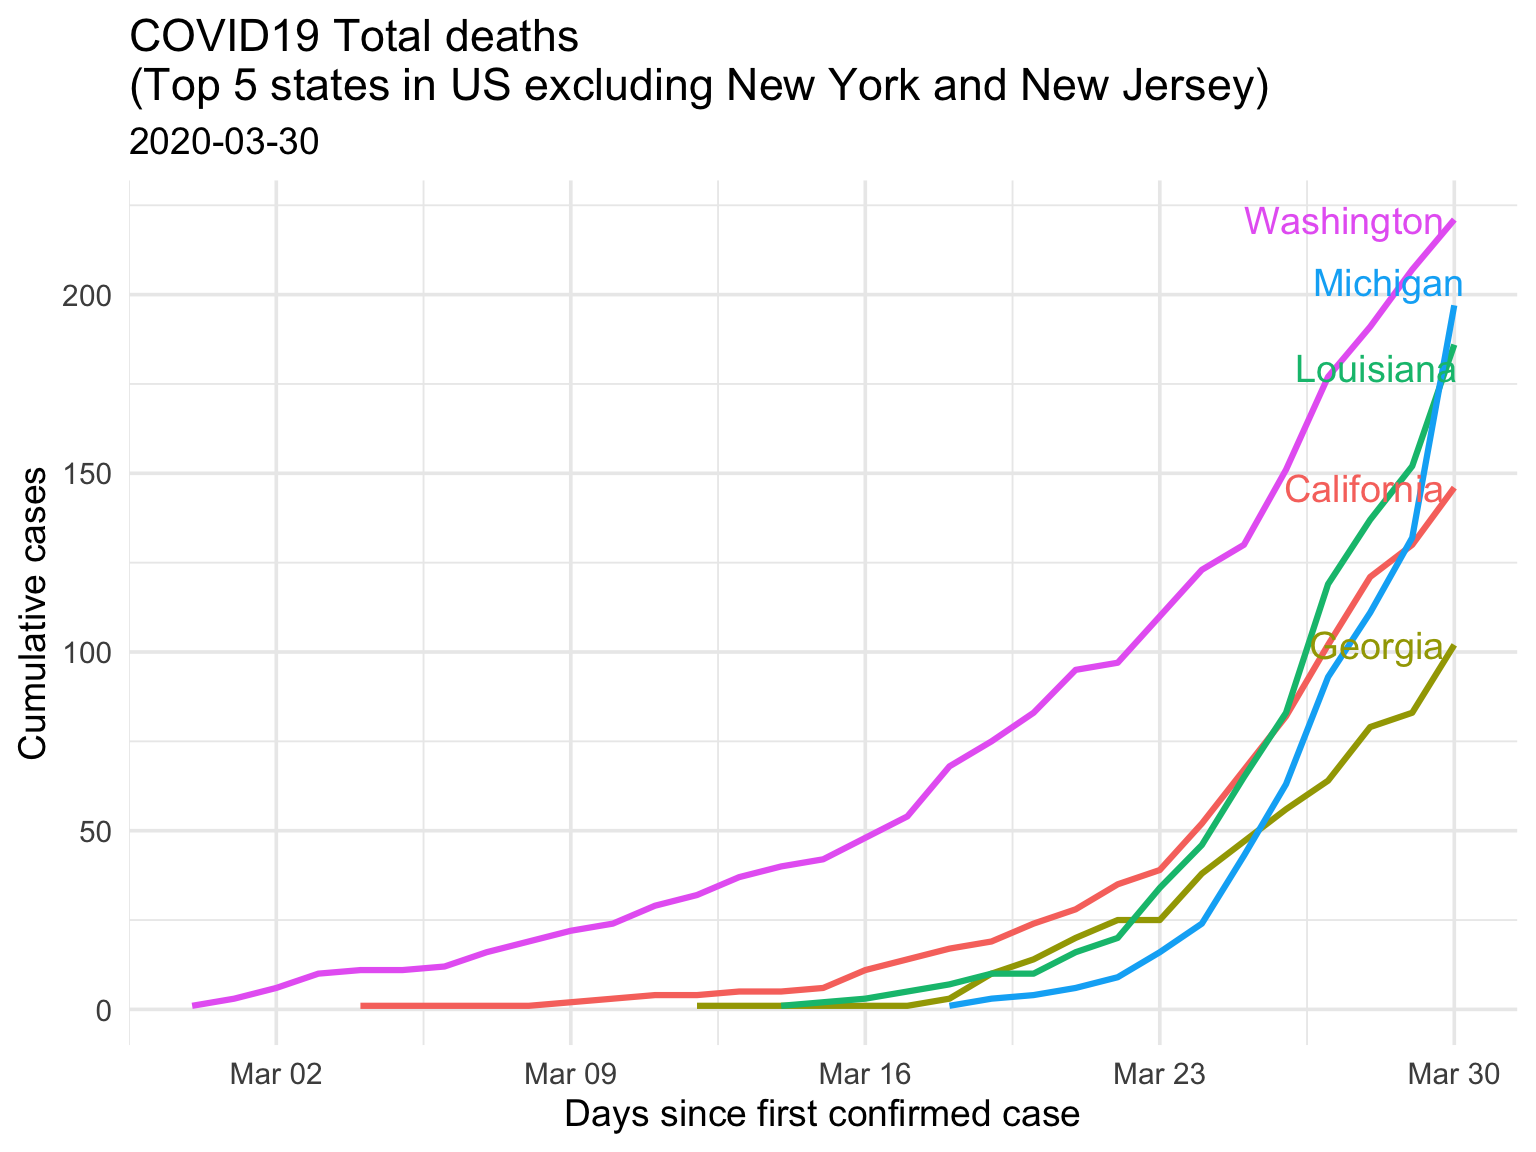 COVID19 Total deaths
(Top 5 states in US excluding New York and New Jersey)
2020-03-30
Washington
Michigan
Louisiana
California
Georgia
200
150
100
50
0
Cumulative cases
Mar 02 Mar 09 Mar 16 Mar 23 Mar 30
Days since first confirmed case